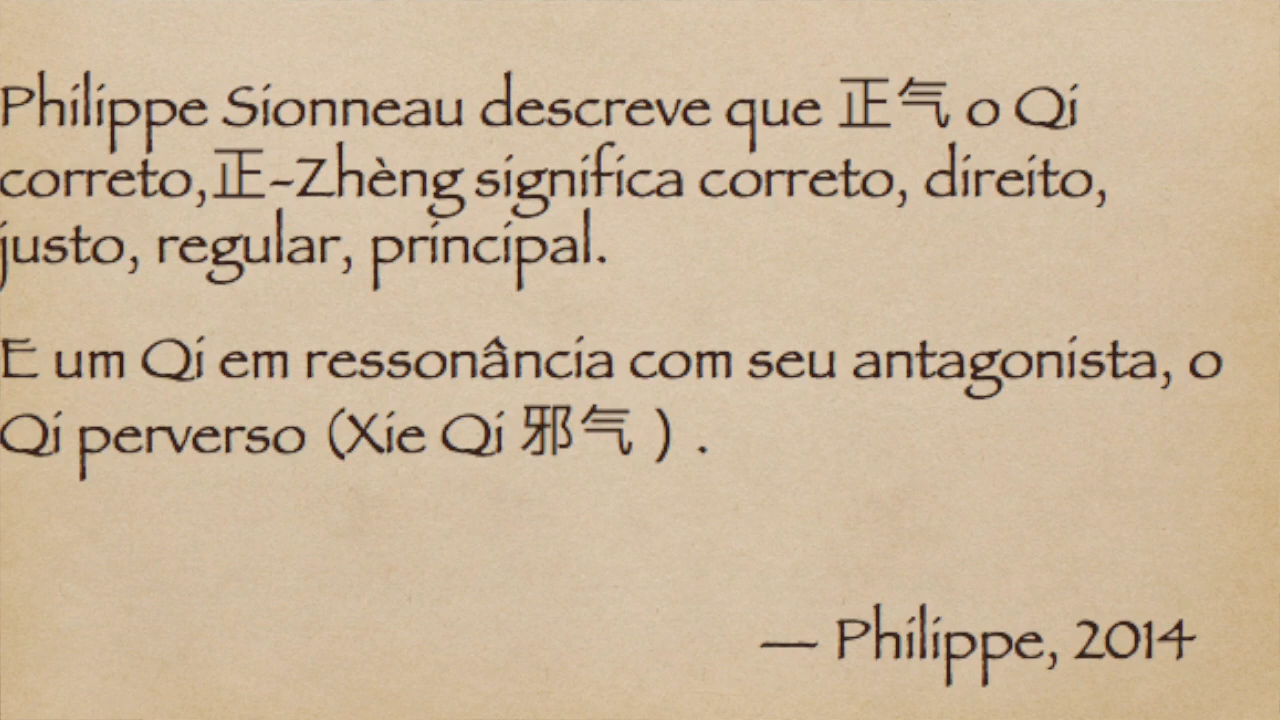 Philippe Sionneau descreve que 正气 o Qi
correto,正-Zhèng significa correto, direito,
justo, regular, principal.
E um Qi em ressonância com seu antagonista, o
Qi perverso (Xie Qi 邪气 ) .
— Philippe, 2014